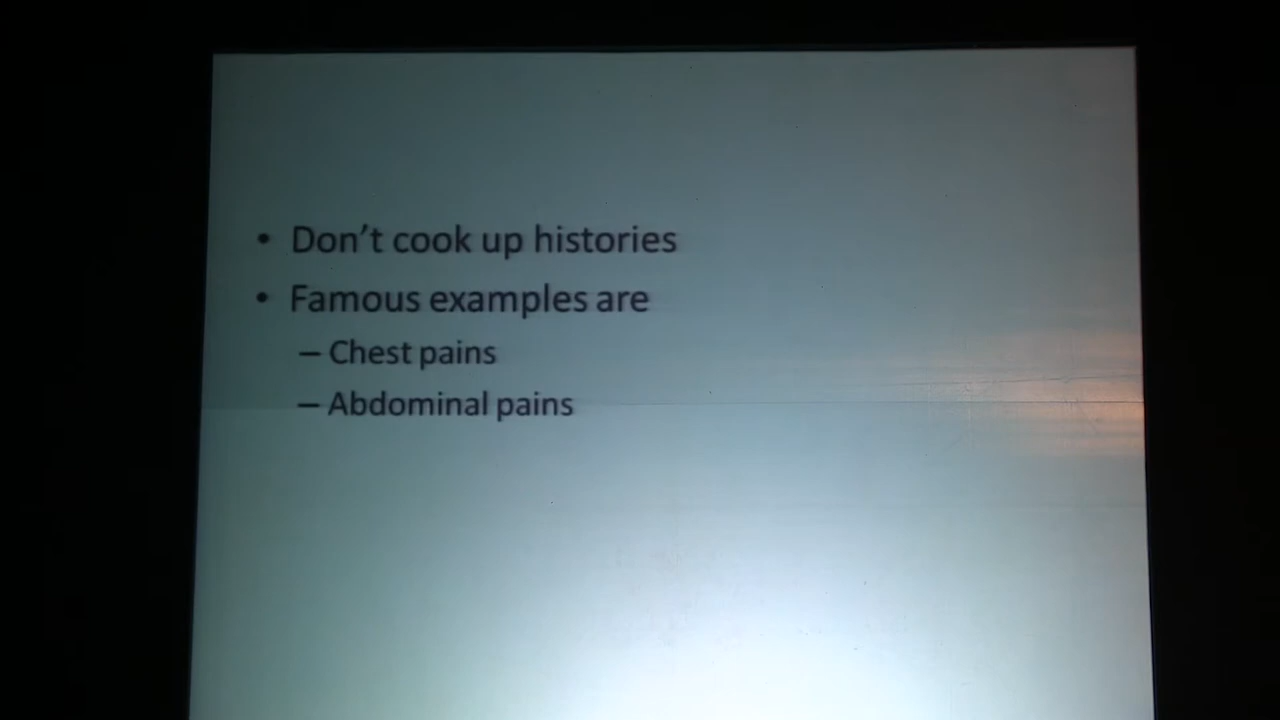 • Don't cook up histories
• Famous examples are
– Chest pains
– Abdominal pains